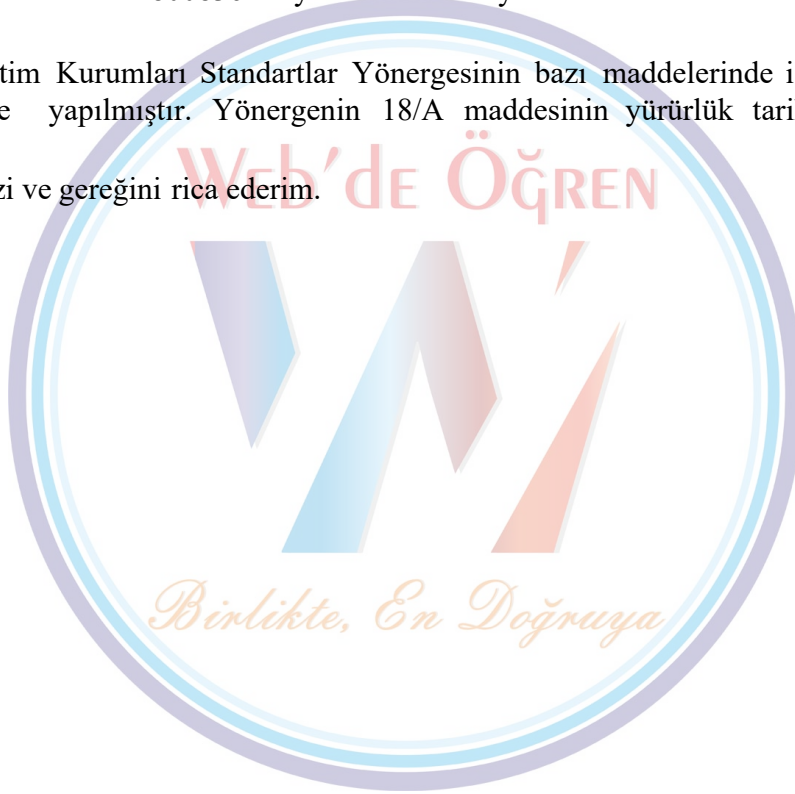 tim Kurumları Standartlar Yönergesinin bazı maddelerinde i
e yapılmıştır. Yönergenin 18/A maddesinin yürürlük tari
zi ve gereğini rica ederim.
Web'de Öğren
Birlikte, En Doğruya